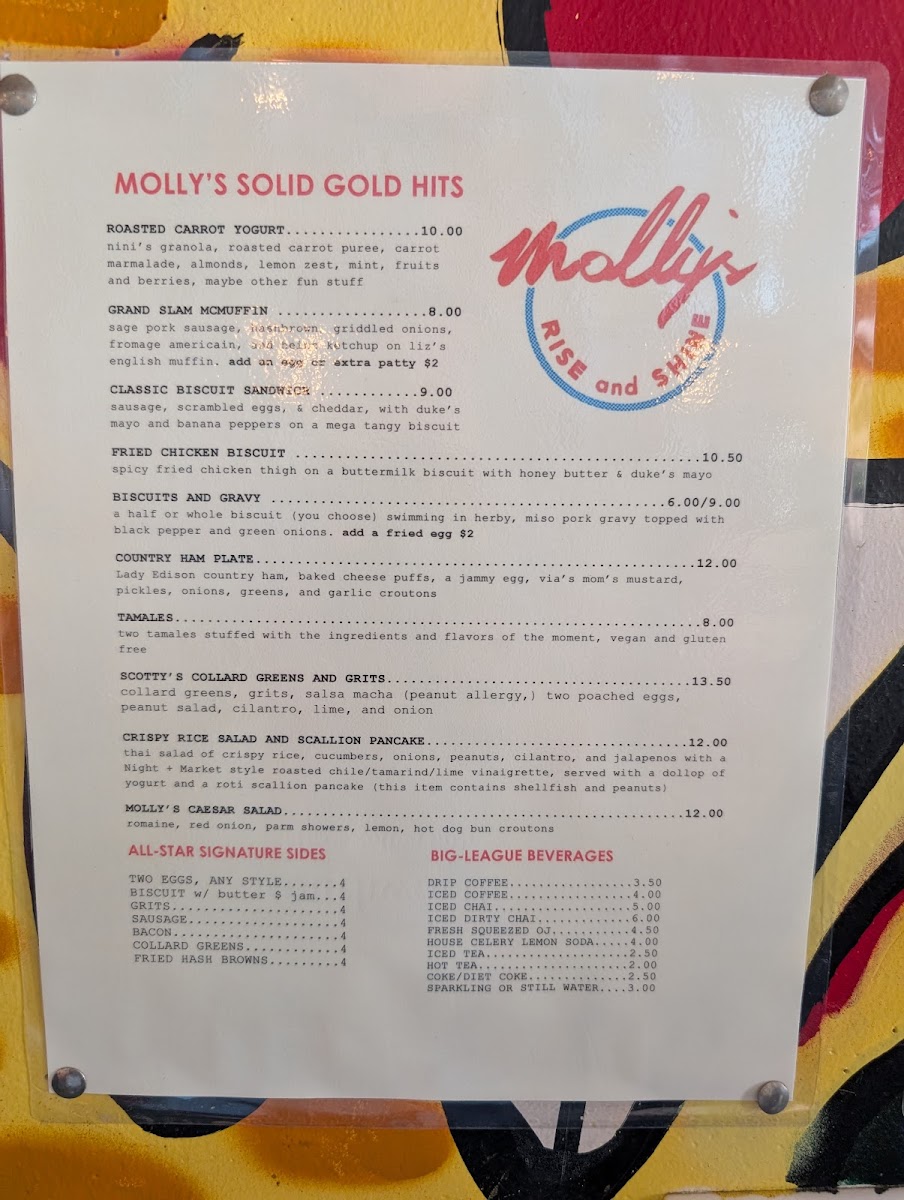 MOLLY'S SOLID GOLD HITS
Molly's
RISE and SHINE
ROASTED CARROT YOGURT................10.00
nini's granola, roasted carrot puree, carrot
marmalade, almonds, lemon zest, mint, fruits
and berries, maybe other fun stuff
GRAND SLAM MCMUFFIN ..................8.00
sage pork sausage, hashbrown, griddled onions,
fromage americain, and heinz ketchup on liz's
english muffin. add an egg or extra patty $2
CLASSIC BISCUIT SANDWICH ............9.00
sausage, scrambled eggs, & cheddar, with duke's
mayo and banana peppers on a mega tangy biscuit
FRIED CHICKEN BISCUIT ................................................10.50
spicy fried chicken thigh on a buttermilk biscuit with honey butter & duke's mayo
BISCUITS AND GRAVY ...............................................6.00/9.00
a half or whole biscuit (you choose) swimming in herby, miso pork gravy topped with
black pepper and green onions. add a fried egg $2
COUNTRY HAM PLATE....................................................12.00
Lady Edison country ham, baked cheese puffs, a jammy egg, via's mom's mustard,
pickles, onions, greens, and garlic croutons
TAMALES...............................................................8.00
two tamales stuffed with the ingredients and flavors of the moment, vegan and gluten
free
SCOTTY'S COLLARD GREENS AND GRITS....................................13.50
collard greens, grits, salsa macha (peanut allergy,) two poached eggs,
peanut salad, cilantro, lime, and onion
CRISPY RICE SALAD AND SCALLION PANCAKE...............................12.00
thai salad of crispy rice, cucumbers, onions, peanuts, cilantro, and jalapenos with a
Night + Market style roasted chile/tamarind/lime vinaigrette, served with a dollop of
yogurt and a roti scallion pancake (this item contains shellfish and peanuts)
MOLLY'S CAESAR SALAD................................................12.00
romaine, red onion, parm showers, lemon, hot dog bun croutons
ALL-STAR SIGNATURE SIDES
TWO EGGS, ANY STYLE.......4
BISCUIT w/ butter $ jam...4
GRITS....................4
SAUSAGE..................4
BACON....................4
COLLARD GREENS...........4
FRIED HASH BROWNS.........4
BIG-LEAGUE BEVERAGES
DRIP COFFEE................3.50
ICED COFFEE................4.00
ICED CHAI..................5.00
ICED DIRTY CHAI............6.00
FRESH SQUEEZED OJ..........4.50
HOUSE CELERY LEMON SODA.....4.00
ICED TEA...................2.50
HOT TEA....................2.00
COKE/DIET COKE.............2.50
SPARKLING OR STILL WATER....3.00